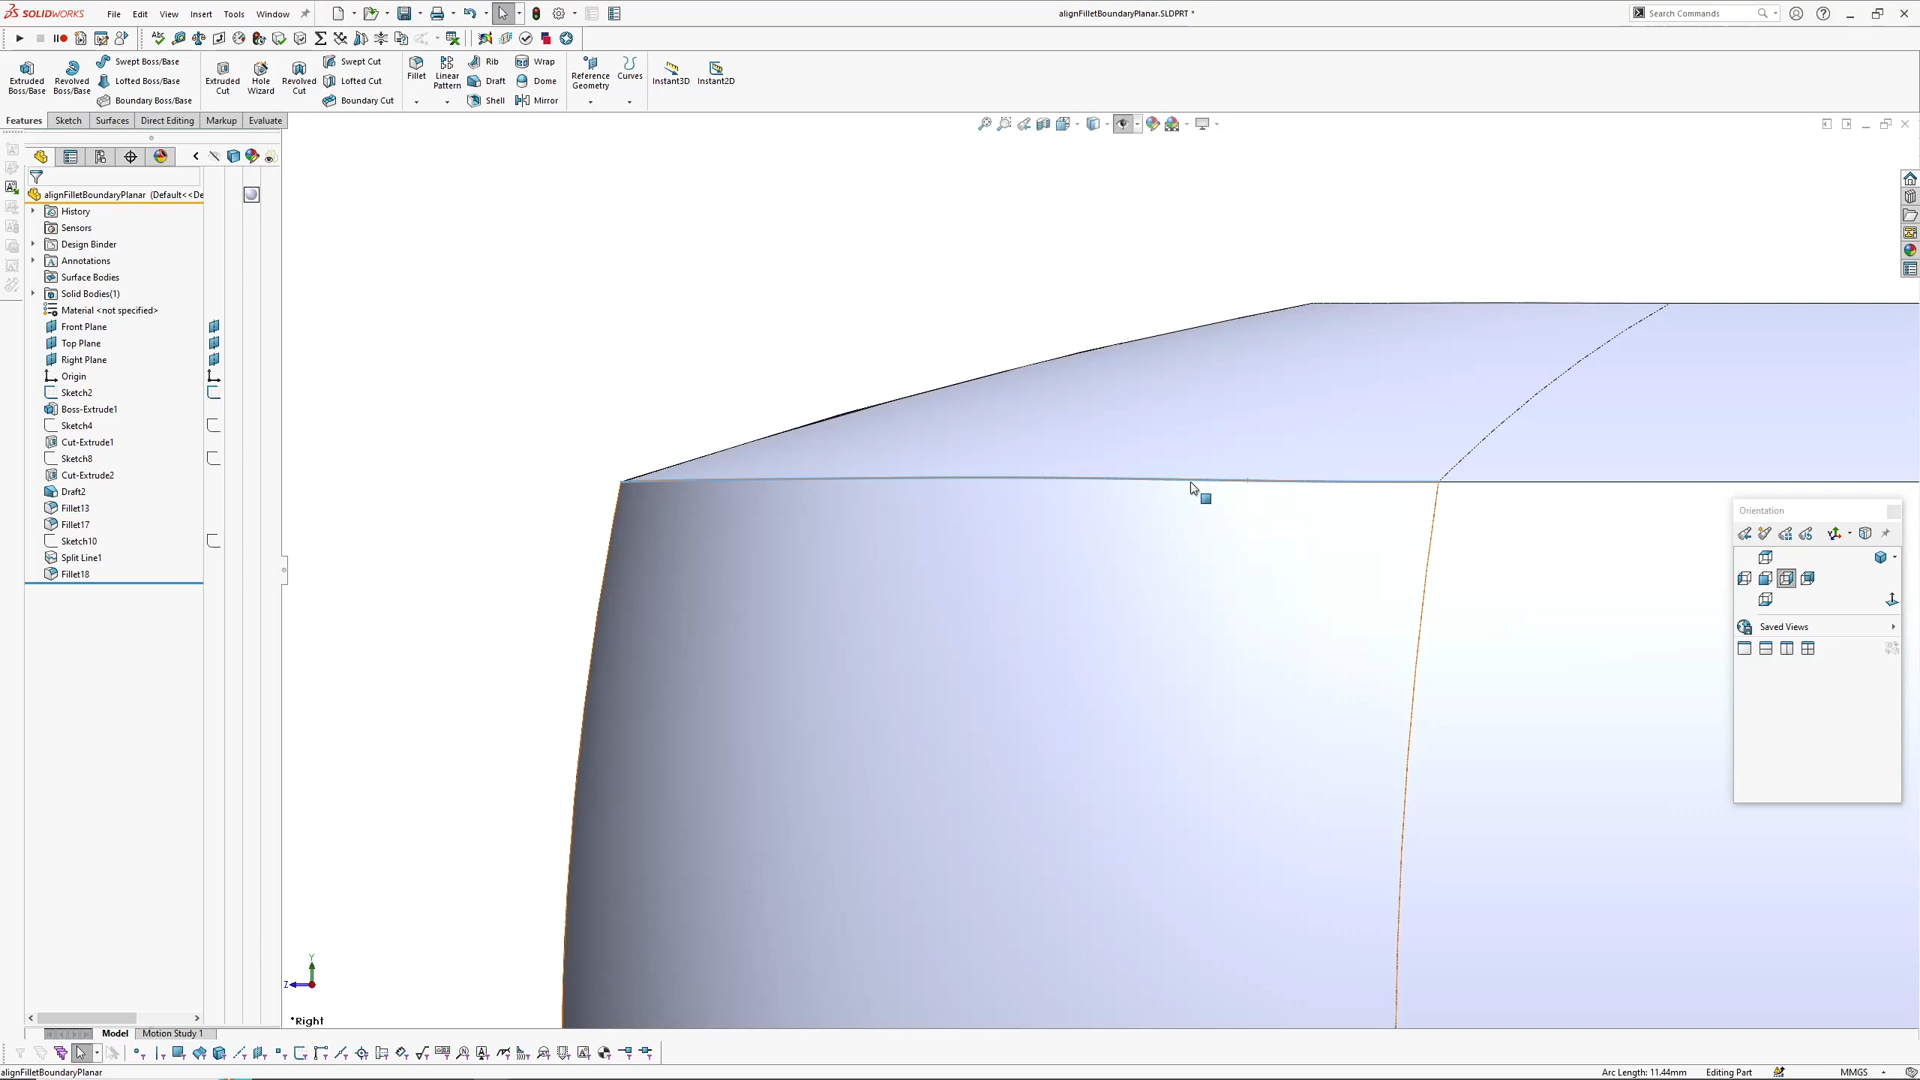 SOLIDWORKS
File
Edit
View
Insert
Tools
Window
alignFilletBoundaryPlanar.SLDPRT *
Search Commands
Extruded Boss/Base
Revolved Boss/Base
Swept Boss/Base
Lofted Boss/Base
Boundary Boss/Base
Extruded Cut
Hole Wizard
Revolved Cut
Swept Cut
Lofted Cut
Boundary Cut
Fillet
Linear Pattern
Rib
Draft
Shell
Wrap
Dome
Mirror
Reference Geometry
Curves
Instant3D
Instant2D
Features
Sketch
Surfaces
Direct Editing
Markup
Evaluate
alignFilletBoundaryPlanar (Default<<De
History
Sensors
Design Binder
Annotations
Surface Bodies
Solid Bodies(1)
Material <not specified>
Front Plane
Top Plane
Right Plane
Origin
Sketch2
Boss-Extrude1
Sketch4
Cut-Extrude1
Sketch8
Cut-Extrude2
Draft2
Fillet13
Fillet17
Sketch10
Split Line1
Fillet18
Orientation
Saved Views
Y
Z
*Right
Model
Motion Study 1
alignFilletBoundaryPlanar
Arc Length: 11.44mm
Editing Part
MMGS